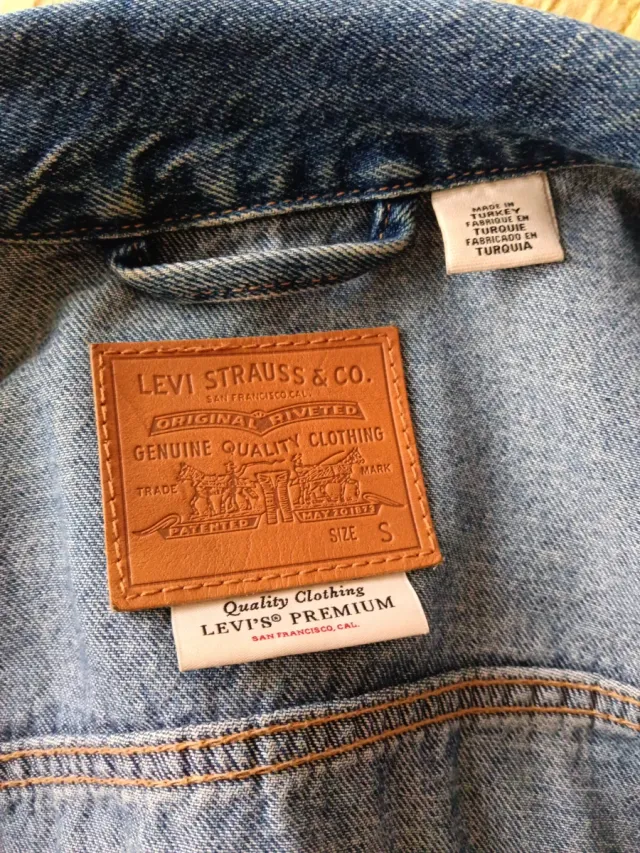 MADE IN
TURKEY
FABRIQUE EN
TURQUIE
FABRICADO EN
TURQUIA
LEVI STRAUSS & CO.
SAN FRANCISCO, CAL.
ORIGINAL RIVETED
GENUINE QUALITY CLOTHING
TRADE MARK
PATENTED MAY 20 1873
SIZE S
Quality Clothing
LEVI'S® PREMIUM
SAN FRANCISCO, CAL.